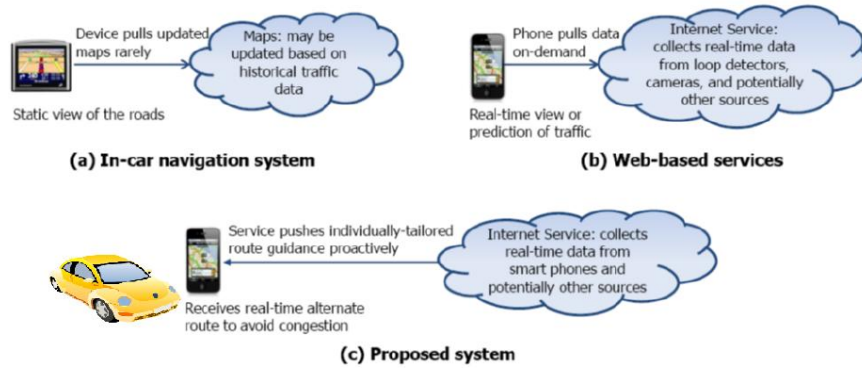 Device pulls updated
maps rarely
Maps: may be
updated based on
historical traffic
data
Static view of the roads
(a) In-car navigation system
Phone pulls data
on-demand
Internet Service:
collects real-time data
from loop detectors,
cameras, and potentially
other sources
Real-time view or
prediction of traffic
(b) Web-based services
Service pushes individually-tailored
route guidance proactively
Internet Service: collects
real-time data from
smart phones and
potentially other sources
Receives real-time alternate
route to avoid congestion
(c) Proposed system